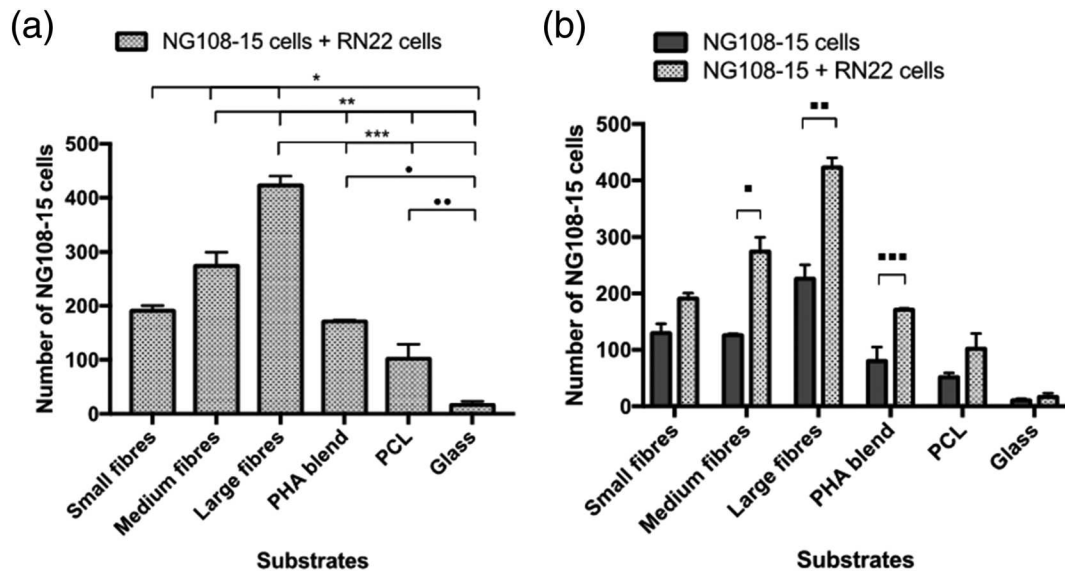 (a)
NG108-15 cells + RN22 cells
*
**
***
•
••
Number of NG108-15 cells
500
400
300
200
100
0
Small fibres
Medium fibres
Large fibres
PHA blend
PCL
Glass
Substrates
(b)
NG108-15 cells
NG108-15 + RN22 cells
▪
▪▪
▪▪▪
Number of NG108-15 cells
500
400
300
200
100
0
Small fibres
Medium fibres
Large fibres
PHA blend
PCL
Glass
Substrates